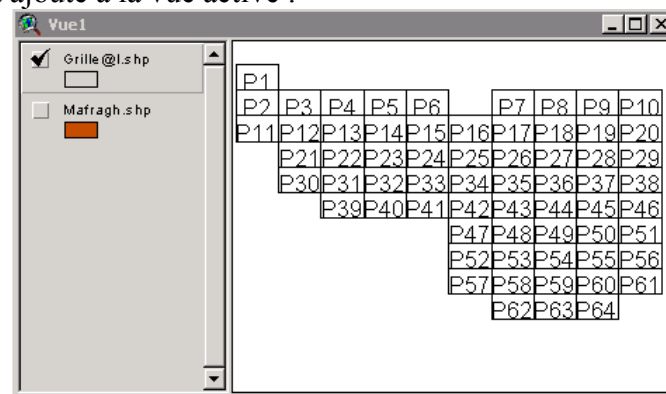 ajouté à la vue active :
Vue1
Grille@l.shp
Mafragh.shp
P1
P2 P3 P4 P5 P6 P7 P8 P9 P10
P11 P12 P13 P14 P15 P16 P17 P18 P19 P20
P21 P22 P23 P24 P25 P26 P27 P28 P29
P30 P31 P32 P33 P34 P35 P36 P37 P38
P39 P40 P41 P42 P43 P44 P45 P46
P47 P48 P49 P50 P51
P52 P53 P54 P55 P56
P57 P58 P59 P60 P61
P62 P63 P64